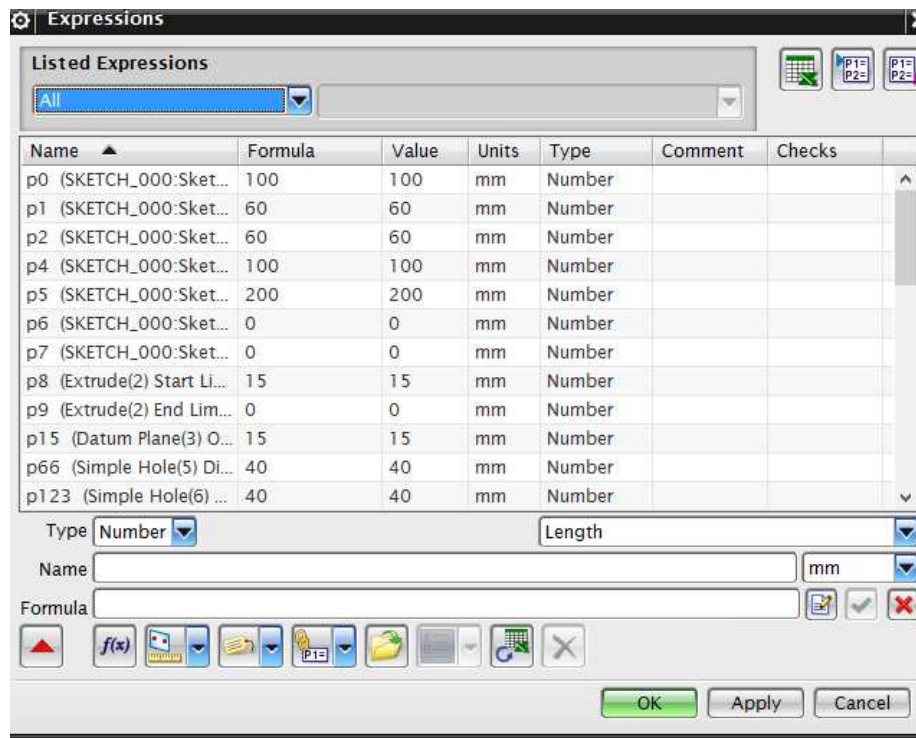 Expressions
Listed Expressions
All
P1=
P2=
P1=
P2=
Name Formula Value Units Type Comment Checks
p0 (SKETCH_000:Sket... 100 100 mm Number
p1 (SKETCH_000:Sket... 60 60 mm Number
p2 (SKETCH_000:Sket... 60 60 mm Number
p4 (SKETCH_000:Sket... 100 100 mm Number
p5 (SKETCH_000:Sket... 200 200 mm Number
p6 (SKETCH_000:Sket... 0 0 mm Number
p7 (SKETCH_000:Sket... 0 0 mm Number
p8 (Extrude(2) Start Li... 15 15 mm Number
p9 (Extrude(2) End Lim... 0 0 mm Number
p15 (Datum Plane(3) O... 15 15 mm Number
p66 (Simple Hole(5) Di... 40 40 mm Number
p123 (Simple Hole(6) ... 40 40 mm Number
Type Number Length
Name mm
Formula
f(x) P1=
OK Apply Cancel